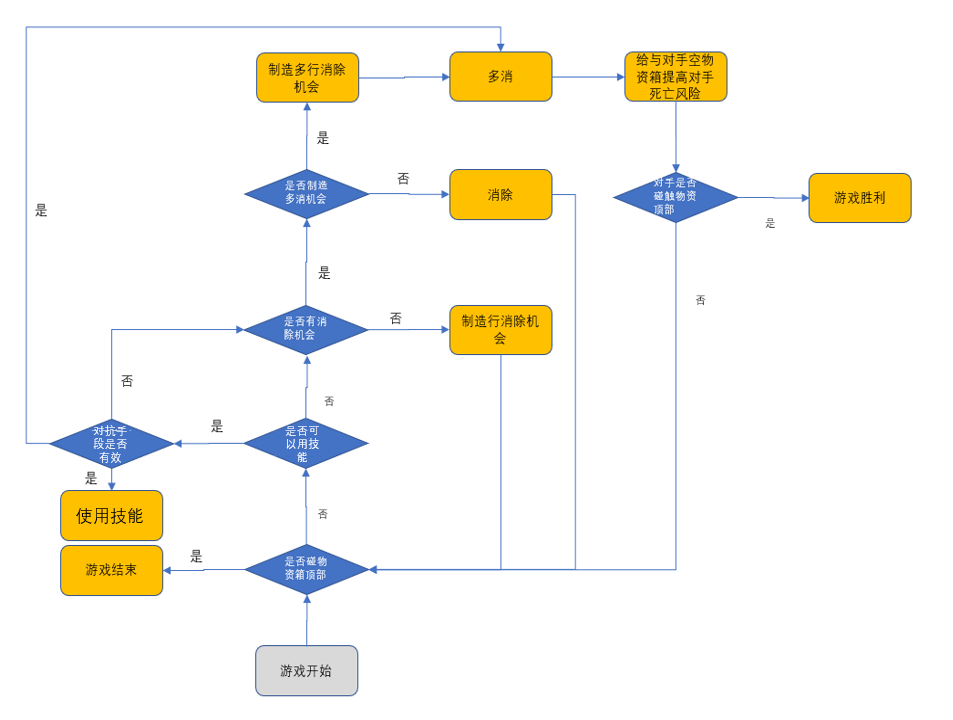 制造多行消除
机会
多消
给与对手空物
资箱提高对手
死亡风险
是
是否制造
多消机会
否
消除
对手是否
碰触物资
顶部
游戏胜利
是
是
是
否
是否有消
除机会
否
制造行消除机
会
否
否
对抗手
段是否
有效
是
是否可
以用技
能
是
使用技能
否
游戏结束
是
是否碰物
资箱顶部
游戏开始